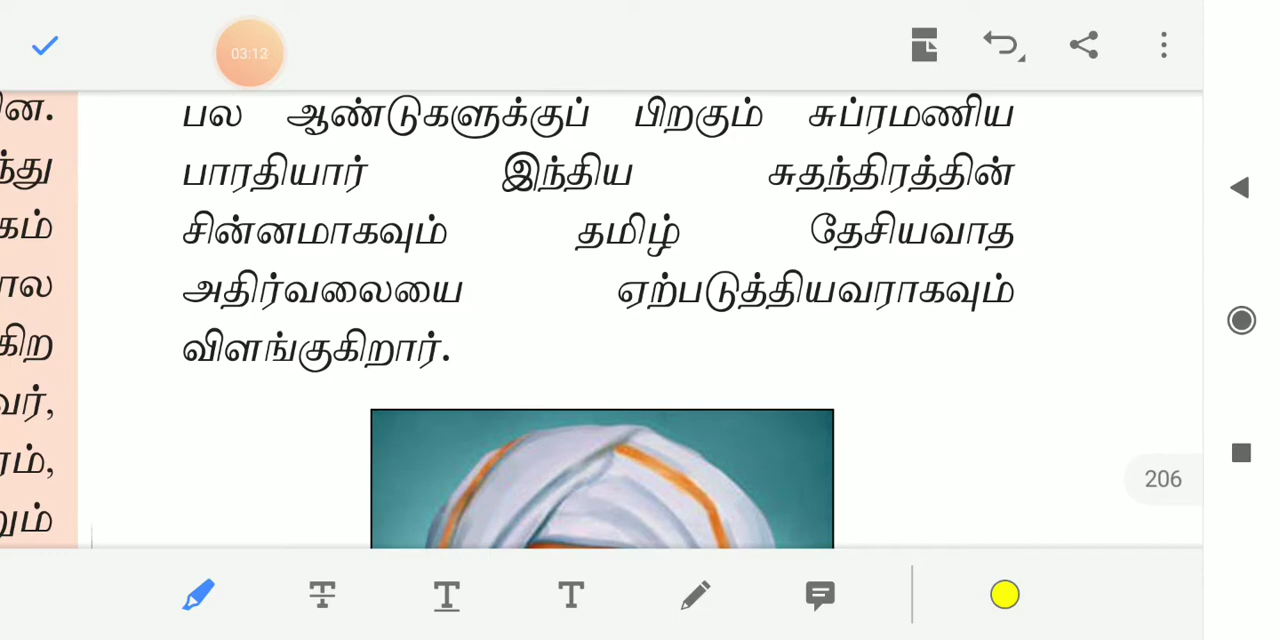 03:13
பல ஆண்டுகளுக்குப் பிறகும் சுப்ரமணிய
பாரதியார் இந்திய சுதந்திரத்தின்
சின்னமாகவும் தமிழ் தேசியவாத
அதிர்வலையை ஏற்படுத்தியவராகவும்
விளங்குகிறார்.
206